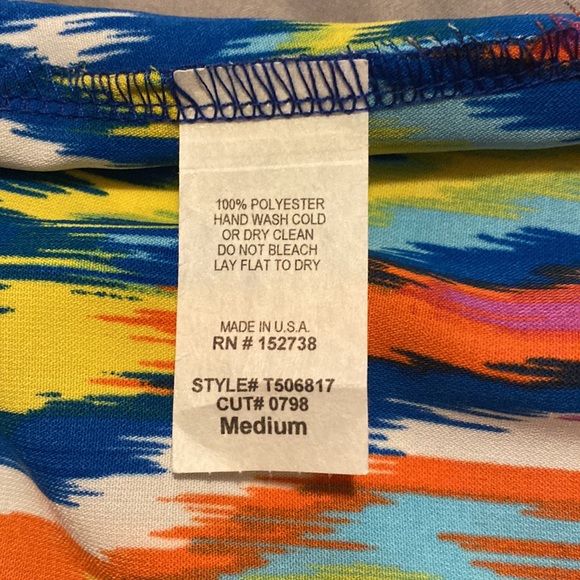 100% POLYESTER
HAND WASH COLD
OR DRY CLEAN
DO NOT BLEACH
LAY FLAT TO DRY
MADE IN U.S.A.
RN # 152738
STYLE# T506817
CUT# 0798
Medium